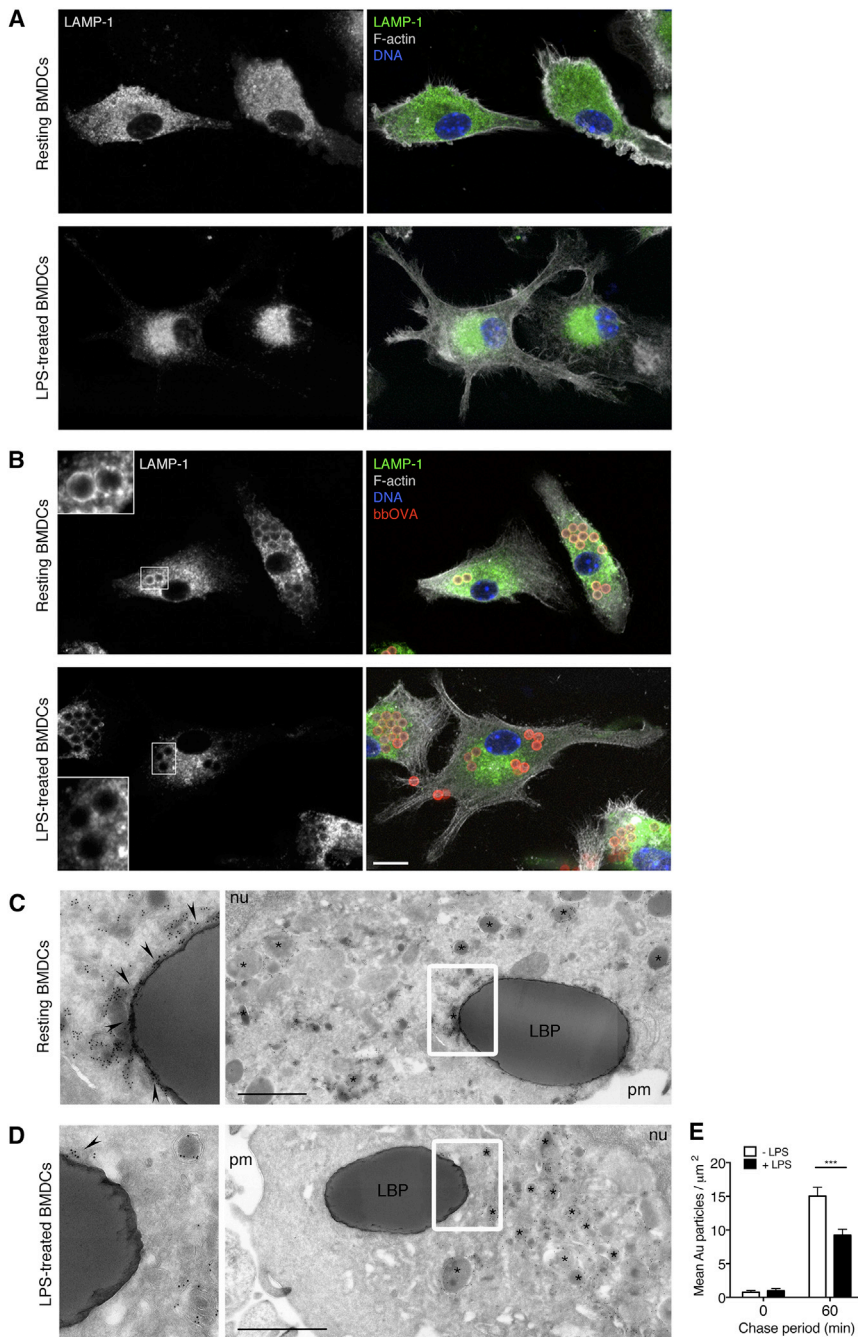 A
Resting BMDCs
LAMP-1
LAMP-1
F-actin
DNA
LPS-treated BMDCs
B
Resting BMDCs
LAMP-1
LAMP-1
F-actin
DNA
bbOVA
LPS-treated BMDCs
C
Resting BMDCs
nu
*
*
*
*
*
*
*
*
LBP
pm
D
LPS-treated BMDCs
pm
nu
LBP
*
*
*
*
*
*
*
*
*
*
*
E
- LPS
+ LPS
***
Mean Au particles / μm²
20
15
10
5
0
0
60
Chase period (min)